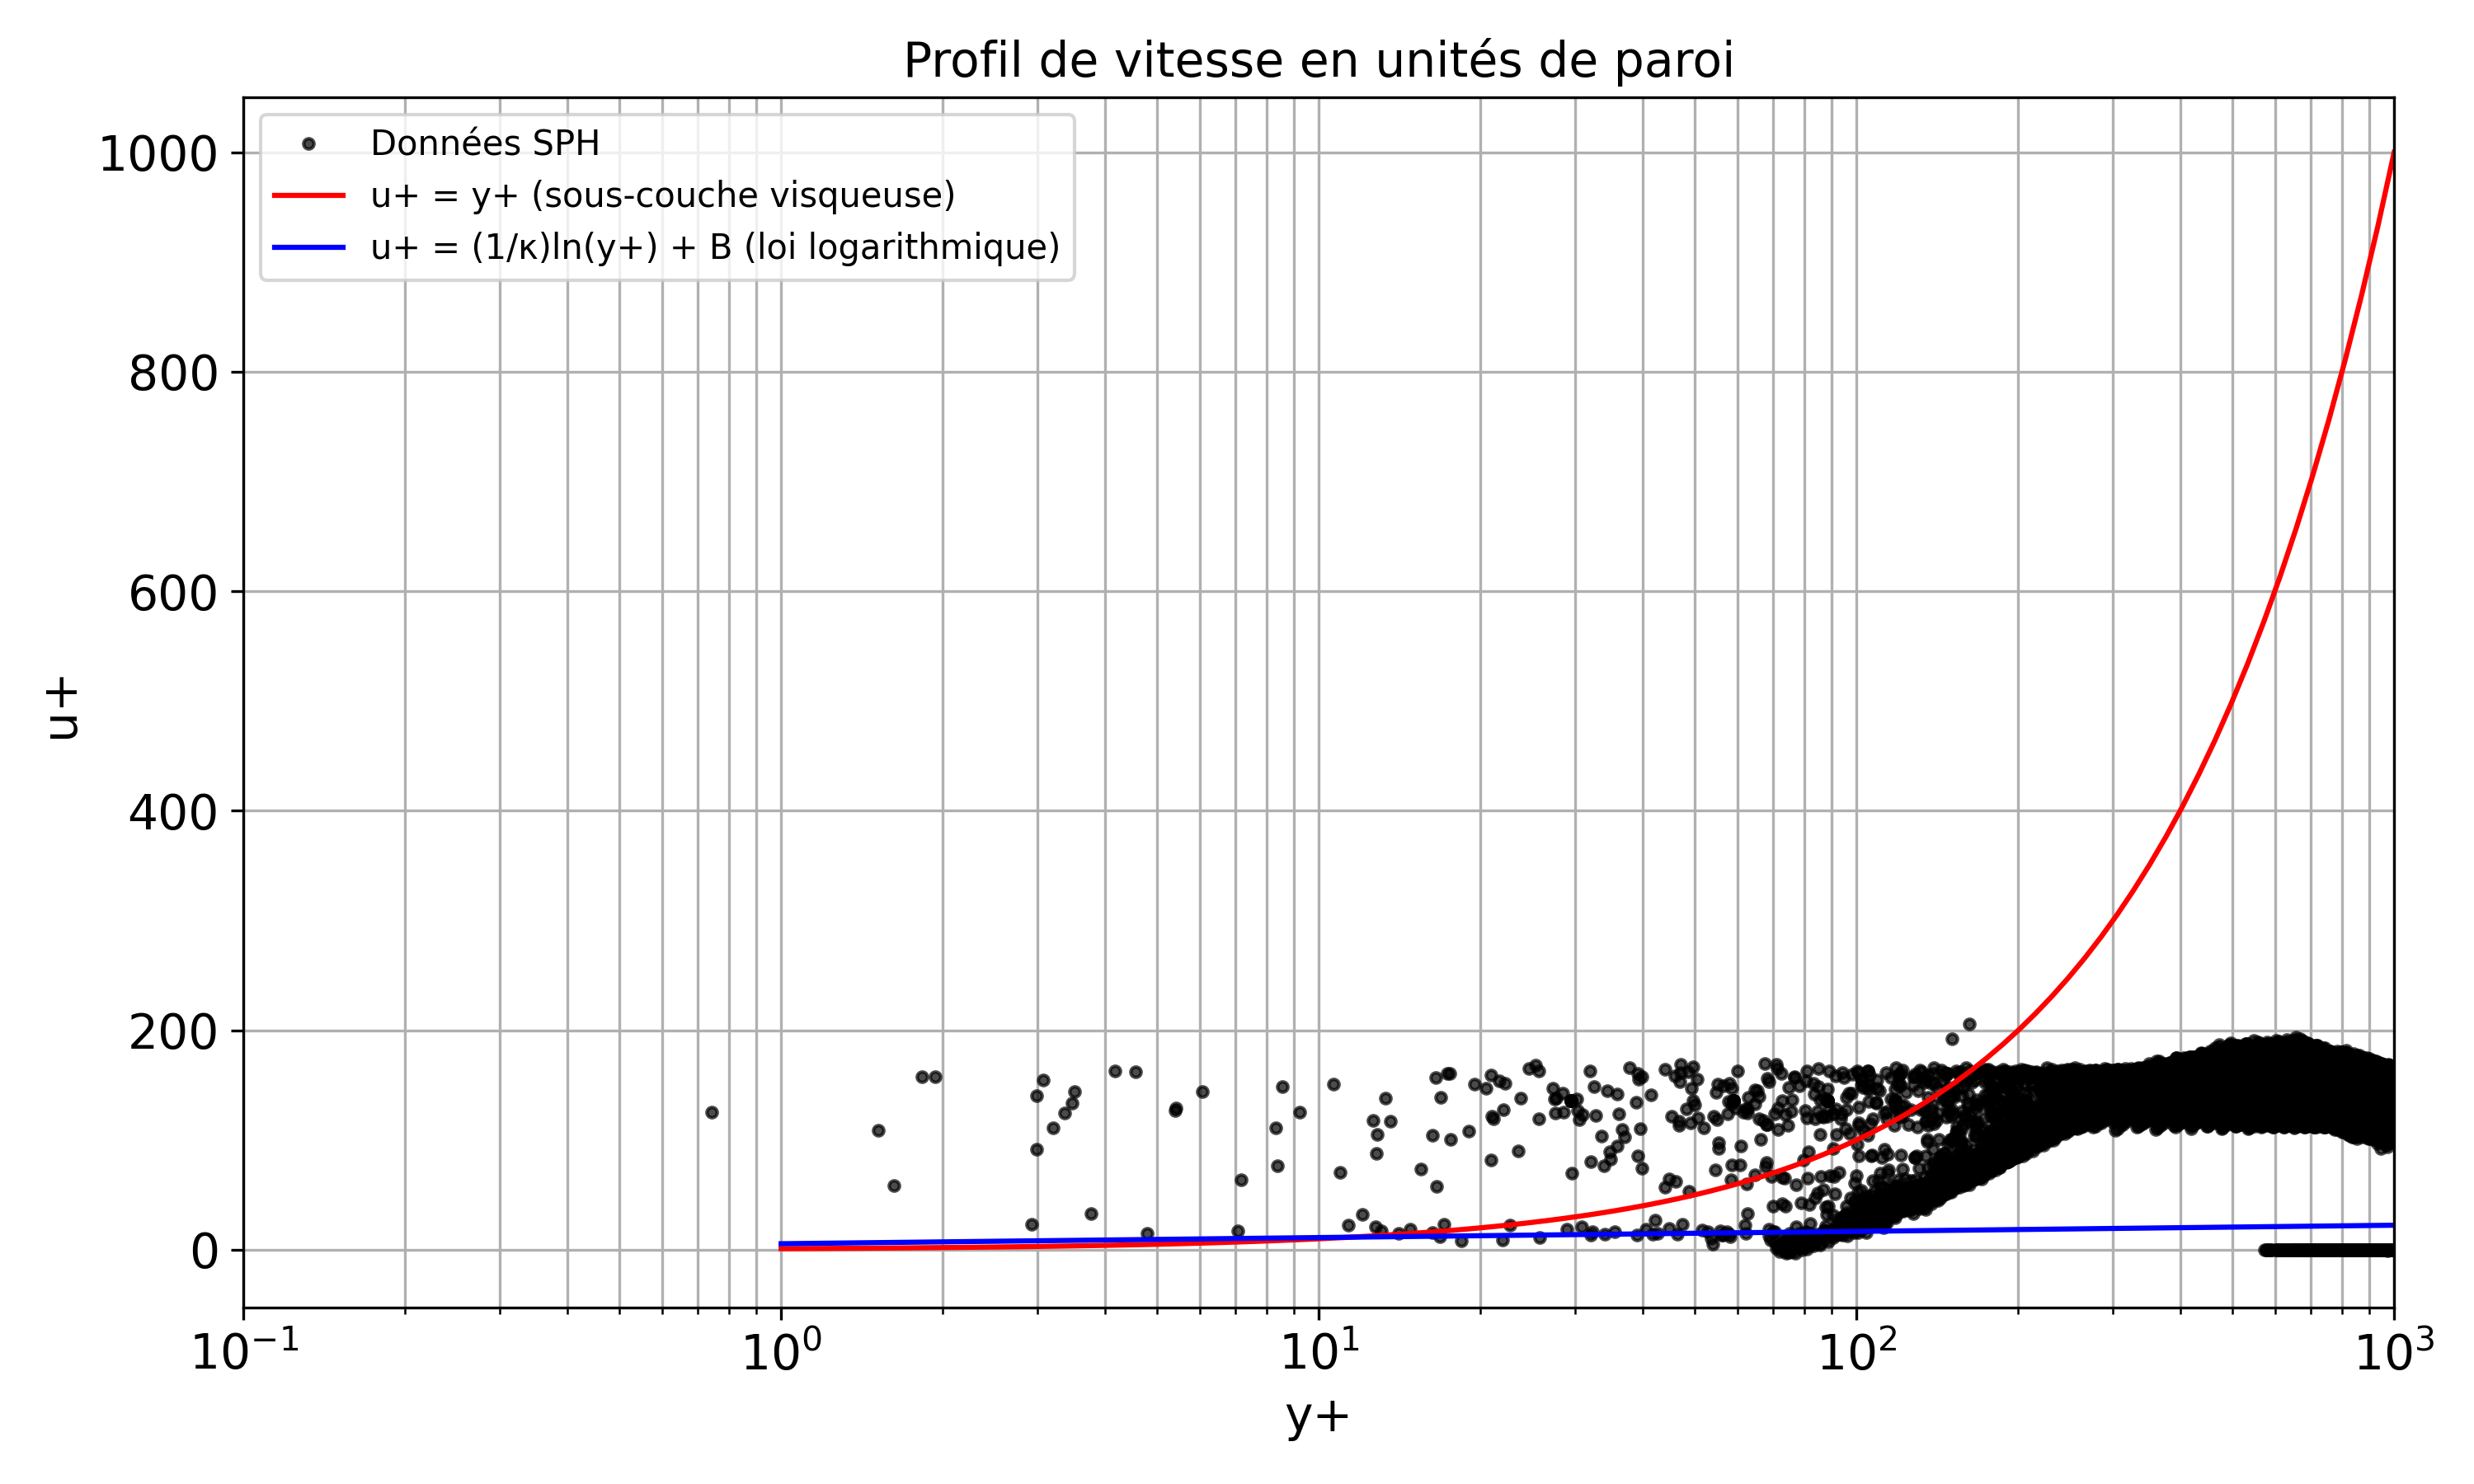 Profil de vitesse en unités de paroi
Données SPH
u+ = y+ (sous-couche visqueuse)
u+ = (1/κ)ln(y+) + B (loi logarithmique)
1000
800
600
400
200
0
u+
10⁻¹ 10⁰ 10¹ 10² 10³
y+